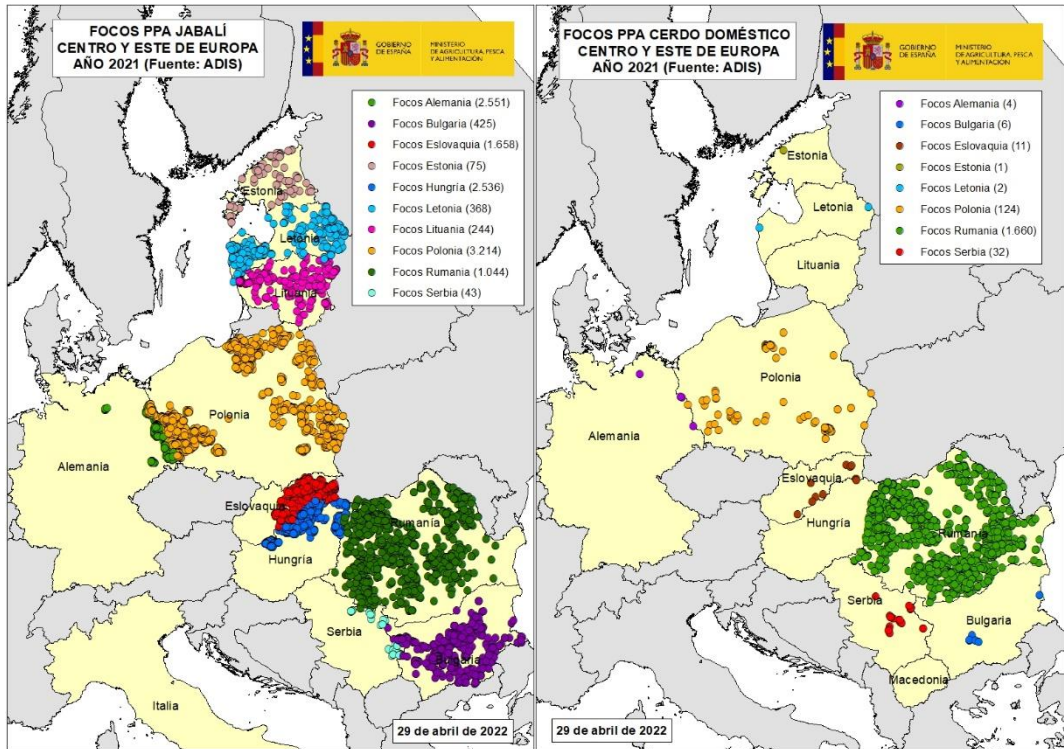 FOCOS PPA JABALÍ
CENTRO Y ESTE DE EUROPA
AÑO 2021 (Fuente: ADIS)
GOBIERNO
DE ESPAÑA
MINISTERIO
DE AGRICULTURA, PESCA
Y ALIMENTACIÓN
Focos Alemania (2.551)
Focos Bulgaria (425)
Focos Eslovaquia (1.658)
Focos Estonia (75)
Focos Hungría (2.536)
Focos Letonia (368)
Focos Lituania (244)
Focos Polonia (3.214)
Focos Rumania (1.044)
Focos Serbia (43)
Estonia
Letonia
Lituania
Polonia
Alemania
Eslovaquia
Rumanía
Hungría
Serbia
Bulgaria
Italia
29 de abril de 2022
FOCOS PPA CERDO DOMÉSTICO
CENTRO Y ESTE DE EUROPA
AÑO 2021 (Fuente: ADIS)
GOBIERNO
DE ESPAÑA
MINISTERIO
DE AGRICULTURA, PESCA
Y ALIMENTACIÓN
Focos Alemania (4)
Focos Bulgaria (6)
Focos Eslovaquia (11)
Focos Estonia (1)
Focos Letonia (2)
Focos Polonia (124)
Focos Rumania (1.660)
Focos Serbia (32)
Estonia
Letonia
Lituania
Polonia
Alemania
Eslovaquia
Hungría
Rumanía
Serbia
Bulgaria
Macedonia
29 de abril de 2022